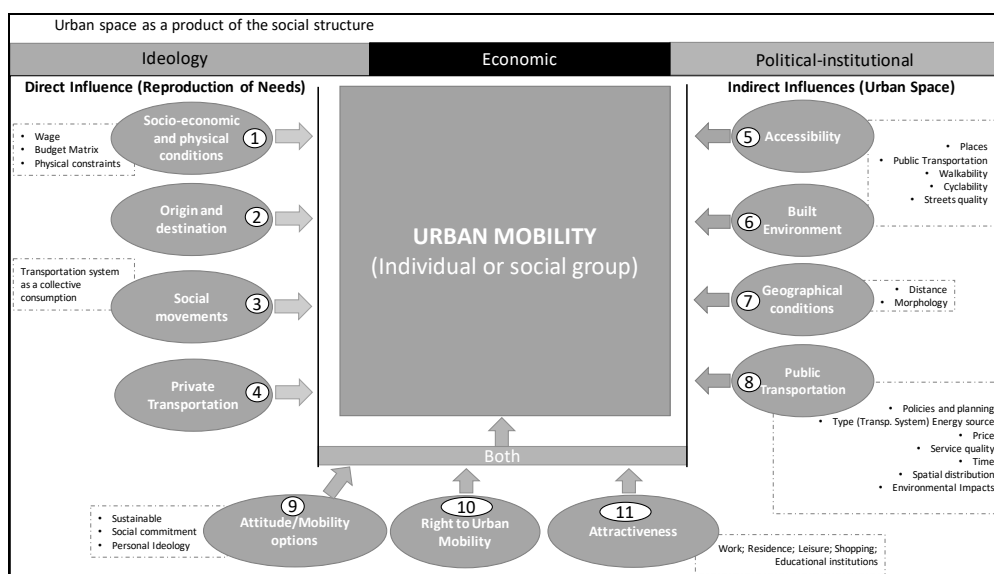 Urban space as a product of the social structure
Ideology
Economic
Political-institutional
Direct Influence (Reproduction of Needs)
Indirect Influences (Urban Space)
Socio-economic
and physical
conditions
1
• Wage
• Budget Matrix
• Physical constraints
Origin and
destination
2
Transportation system
as a collective
consumption
Social
movements
3
Private
Transportation
4
URBAN MOBILITY
(Individual or social group)
5
Accessibility
• Places
• Public Transportation
• Walkability
• Cyclability
• Streets quality
6
Built
Environment
7
Geographical
conditions
• Distance
• Morphology
8
Public
Transportation
• Policies and planning
• Type (Transp. System) Energy source
• Price
• Service quality
• Time
• Spatial distribution
• Environmental Impacts
Both
9
Attitude/Mobility
options
• Sustainable
• Social commitment
• Personal Ideology
10
Right to Urban
Mobility
11
Attractiveness
Work; Residence; Leisure; Shopping;
Educational institutions